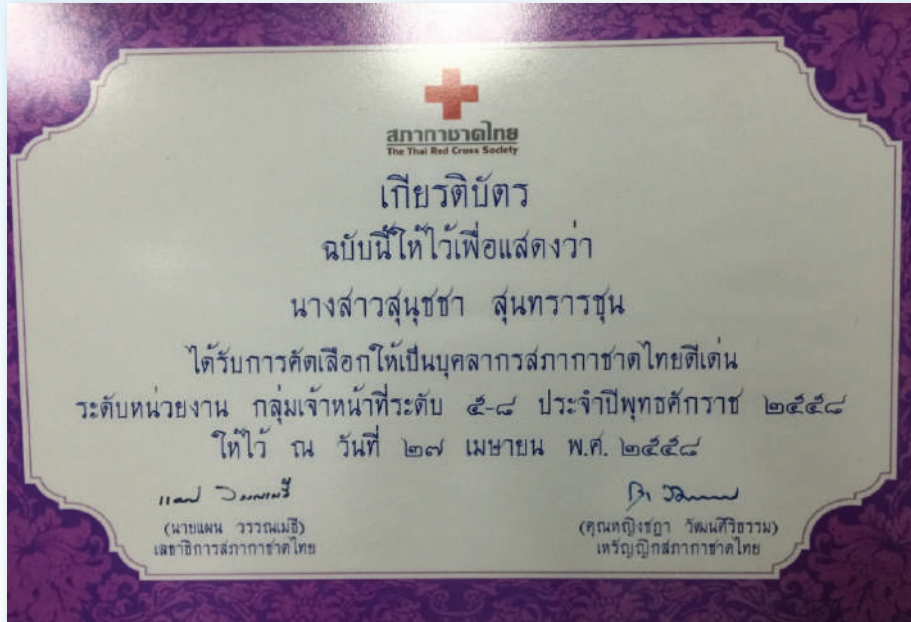 สภากาชาดไทย
The Thai Red Cross Society
เกียรติบัตร
ฉบับนี้ให้ไว้เพื่อแสดงว่า
นางสาวสุนุชชา สุนทรารชุน
ได้รับการคัดเลือกให้เป็นบุคลากรสภากาชาดไทยดีเด่น
ระดับหน่วยงาน กลุ่มเจ้าหน้าที่ระดับ ๕-๘ ประจำปีพุทธศักราช ๒๕๕๘
ให้ไว้ ณ วันที่ ๒๗ เมษายน พ.ศ. ๒๕๕๘
(นายแผน วรรณเมธี)
เลขาธิการสภากาชาดไทย
(คุณหญิงชฎา วัฒนศิริธรรม)
เหรัญญิกสภากาชาดไทย